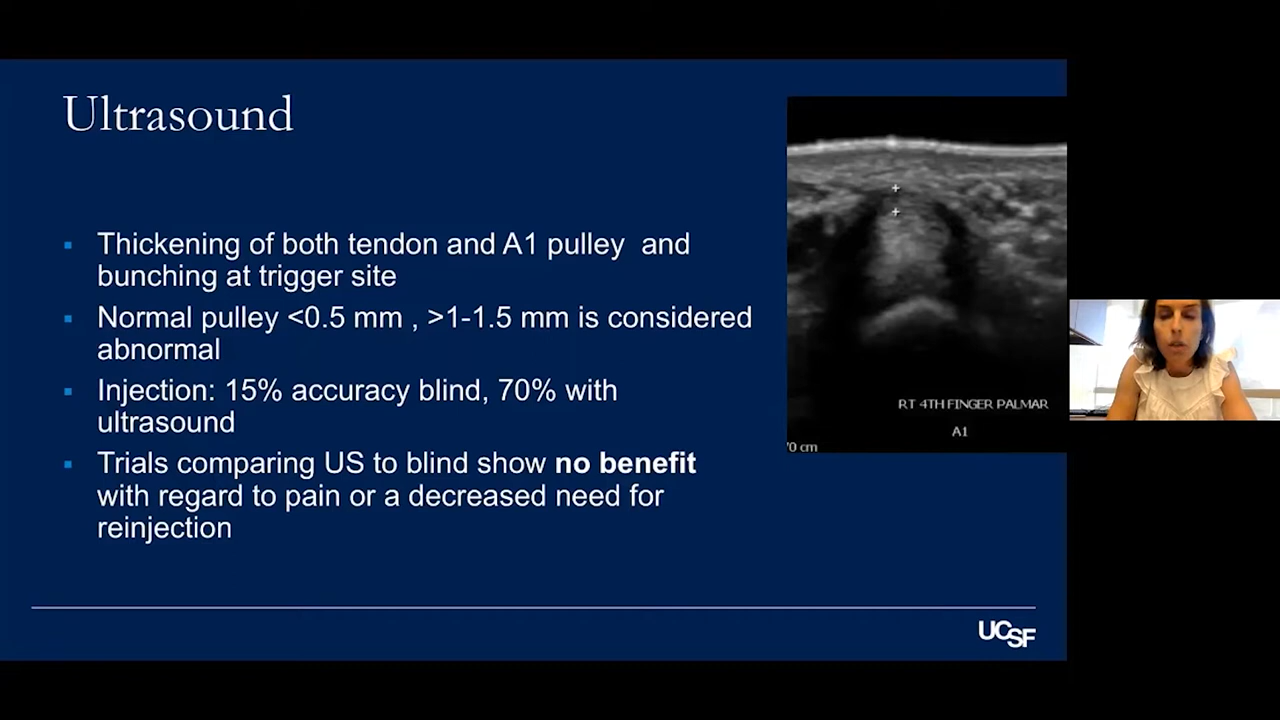 Ultrasound
Thickening of both tendon and A1 pulley and
bunching at trigger site
Normal pulley <0.5 mm , >1-1.5 mm is considered
abnormal
Injection: 15% accuracy blind, 70% with
ultrasound
Trials comparing US to blind show no benefit
with regard to pain or a decreased need for
reinjection
RT 4TH FINGER PALMAR
A1
0 cm
UCSF